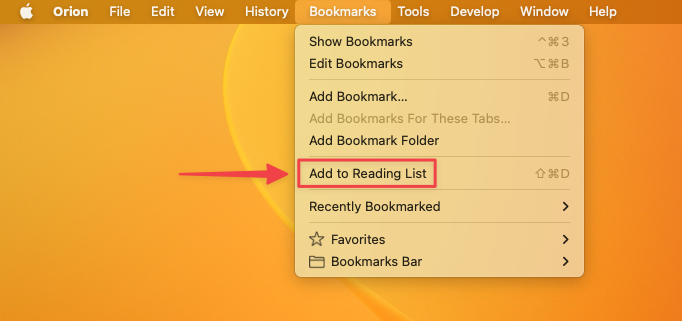 Orion File Edit View History Bookmarks Tools Develop Window Help
Show Bookmarks ⌃⌘3
Edit Bookmarks ⌥⌘B
Add Bookmark... ⌘D
Add Bookmarks For These Tabs...
Add Bookmark Folder
Add to Reading List ⇧⌘D
Recently Bookmarked
Favorites
Bookmarks Bar